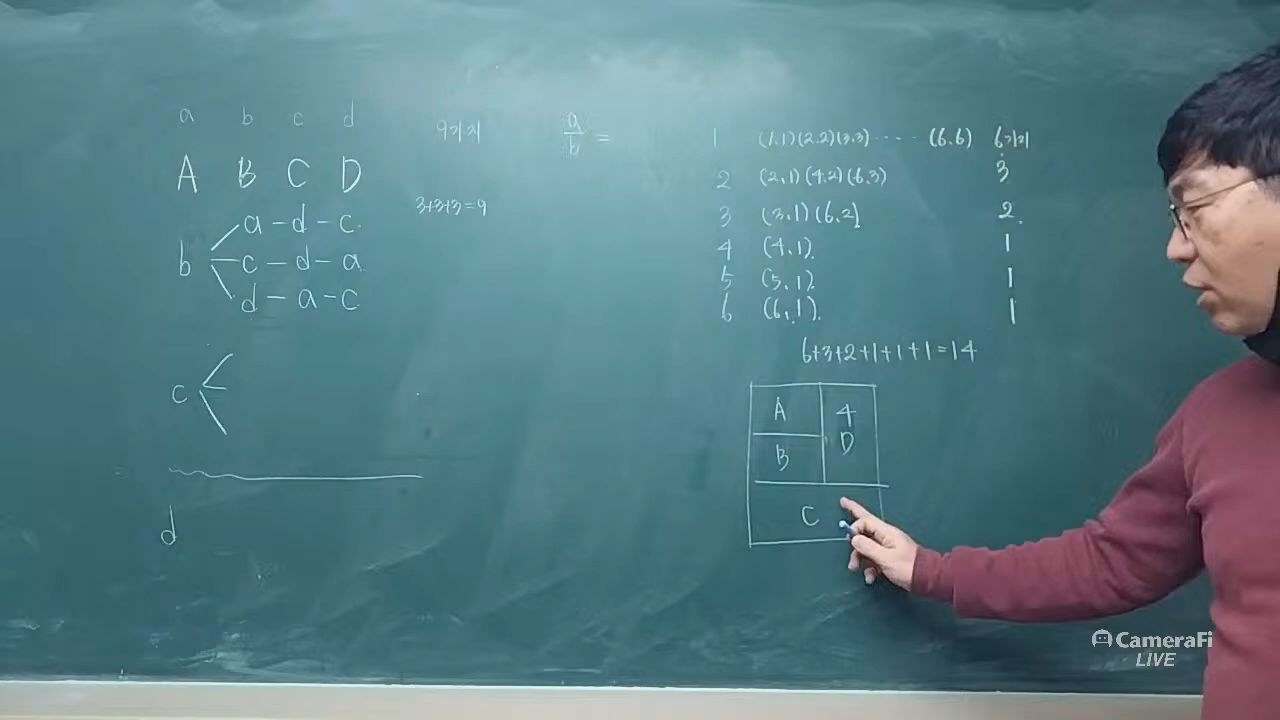 a b c d
A B C D
a-d-c.
b c-d-a.
d-a-c
c
d
9가지
3+3+3=9
a/b =
1 (1,1)(2,2)(3,3)‥‥ (6,6) 6가지
2 (2,1)(4,2)(6,3) 3
3 (3,1)(6,2) 2.
4 (4,1). 1
5 (5,1). 1
6 (6,1). 1
6+3+2+1+1+1=14
A 4
B D
C
CameraFi
LIVE